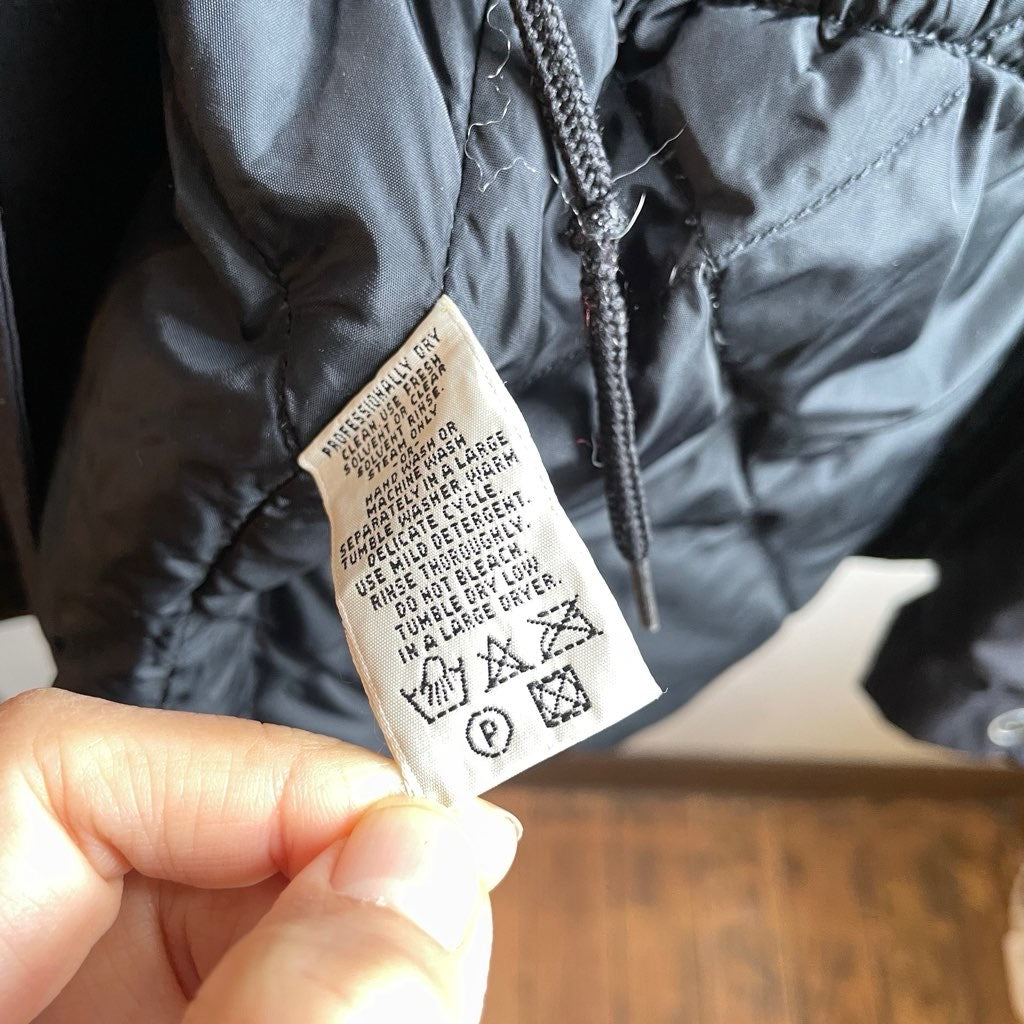 PROFESSIONALLY DRY
CLEAN USE FRESH
SOLVENT OR CLEAR
SOLVENT RINSE.
STEAM ONLY
HAND WASH OR
MACHINE WASH
SEPARATELY IN A LARGE
TUMBLE WASHER WARM
DELICATE CYCLE
USE MILD DETERGENT.
RINSE THOROUGHLY.
DO NOT BLEACH.
TUMBLE DRY LOW
IN A LARGE DRYER.
P